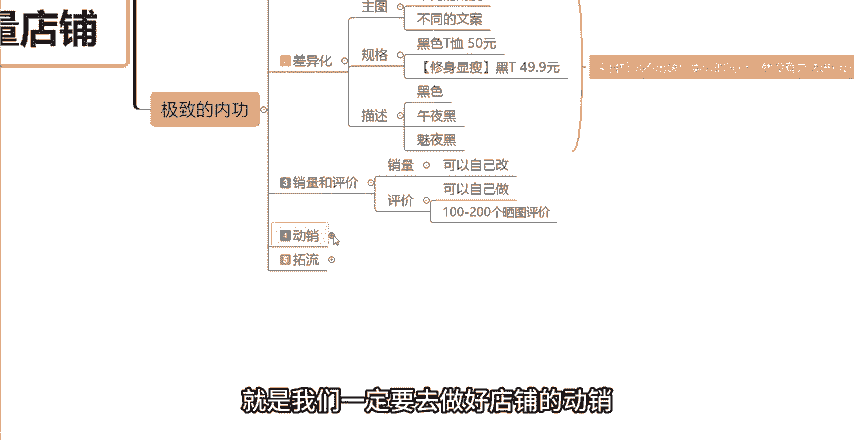 量店铺
极致的内功
主图
不同的文案
差异化
规格
黑色T恤 50元
【修身显瘦】黑T 49.9元
描述
黑色
午夜黑
魅夜黑
3 销量和评价
销量
可以自己改
评价
可以自己做
100-200个晒图评价
4 动销
5 拓流
就是我们一定要去做好店铺的动销